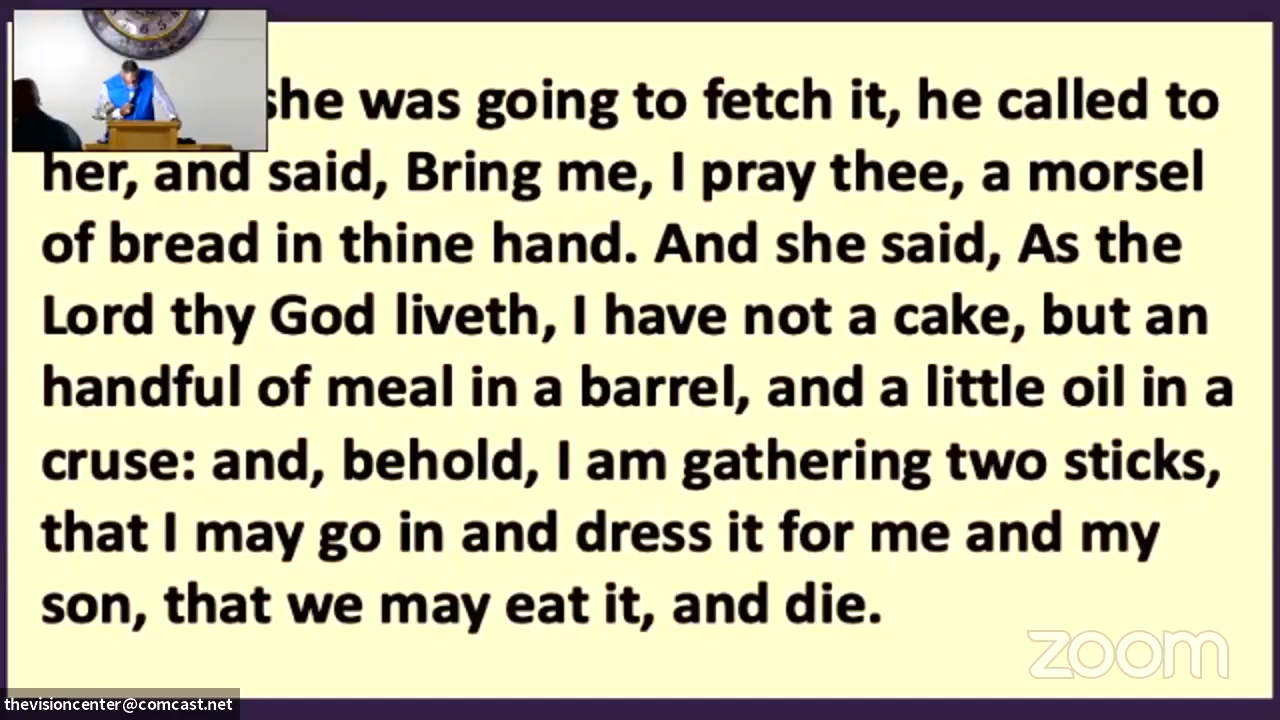 she was going to fetch it, he called to
her, and said, Bring me, I pray thee, a morsel
of bread in thine hand. And she said, As the
Lord thy God liveth, I have not a cake, but an
handful of meal in a barrel, and a little oil in a
cruse: and, behold, I am gathering two sticks,
that I may go in and dress it for me and my
son, that we may eat it, and die.
zoom
thevisioncenter@comcast.net